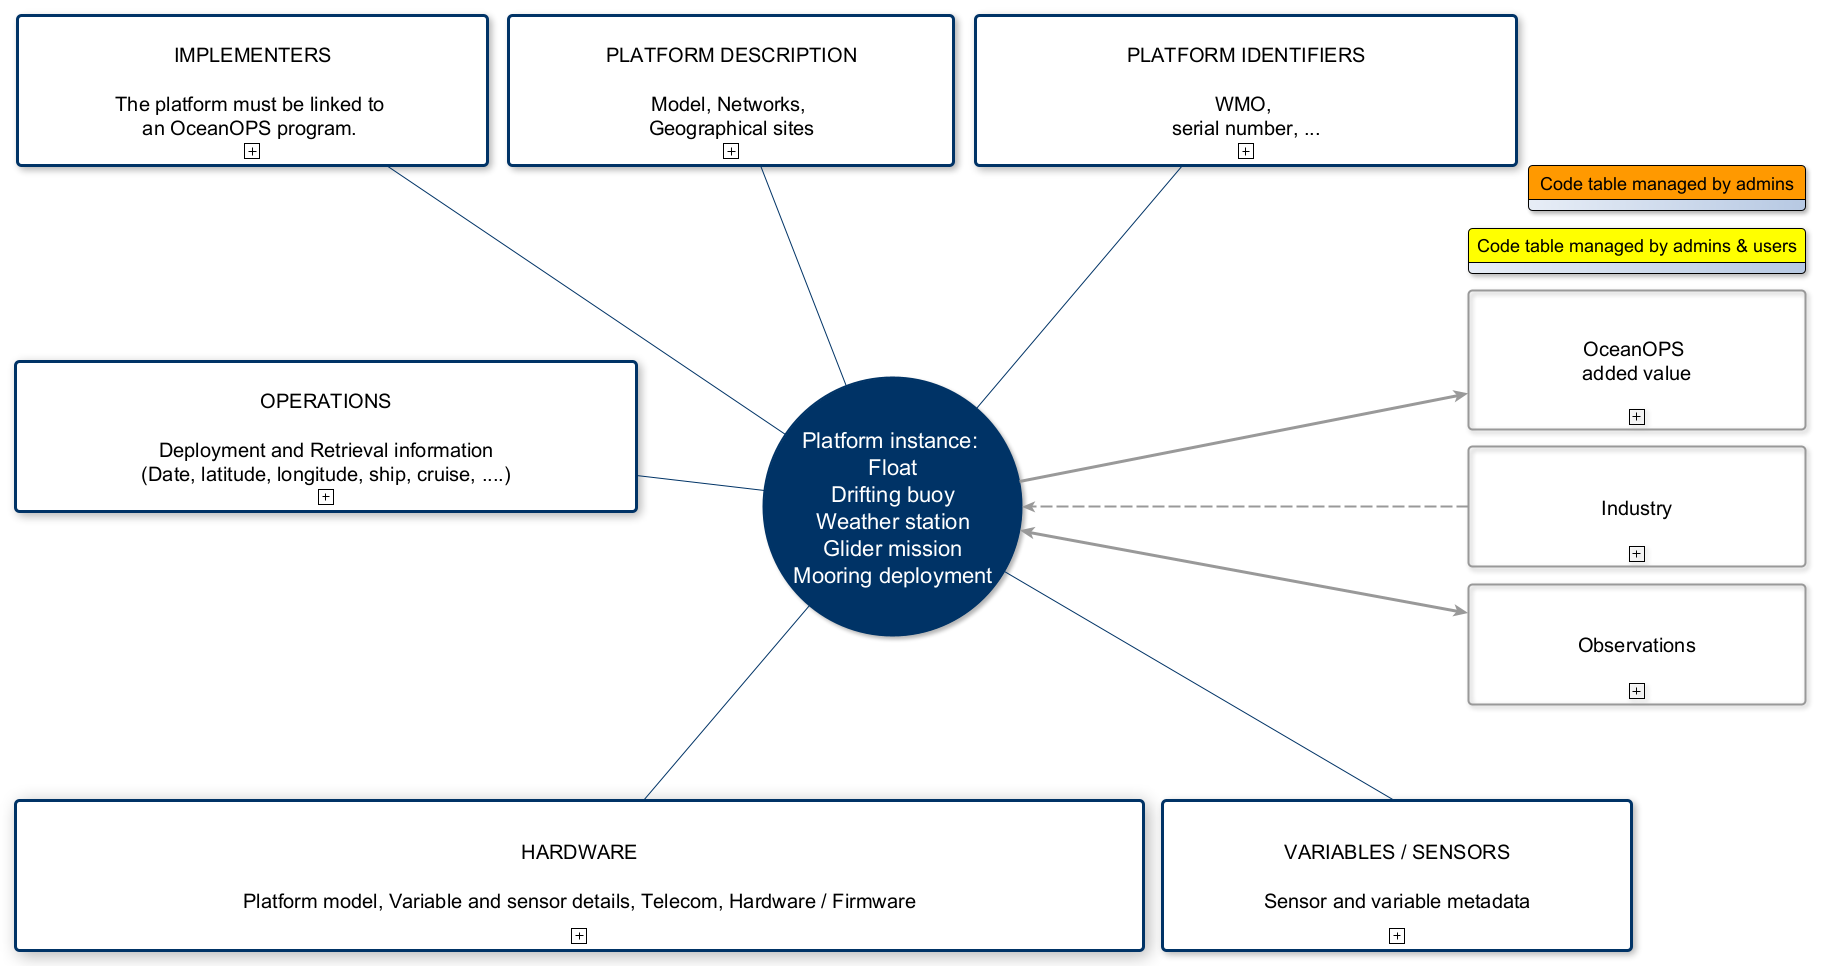 IMPLEMENTERS
The platform must be linked to
an OceanOPS program.
PLATFORM DESCRIPTION
Model, Networks,
Geographical sites
PLATFORM IDENTIFIERS
WMO,
serial number, ...
Code table managed by admins
Code table managed by admins & users
OceanOPS
added value
OPERATIONS
Deployment and Retrieval information
(Date, latitude, longitude, ship, cruise, ....)
Platform instance:
Float
Drifting buoy
Weather station
Glider mission
Mooring deployment
Industry
Observations
HARDWARE
Platform model, Variable and sensor details, Telecom, Hardware / Firmware
VARIABLES / SENSORS
Sensor and variable metadata